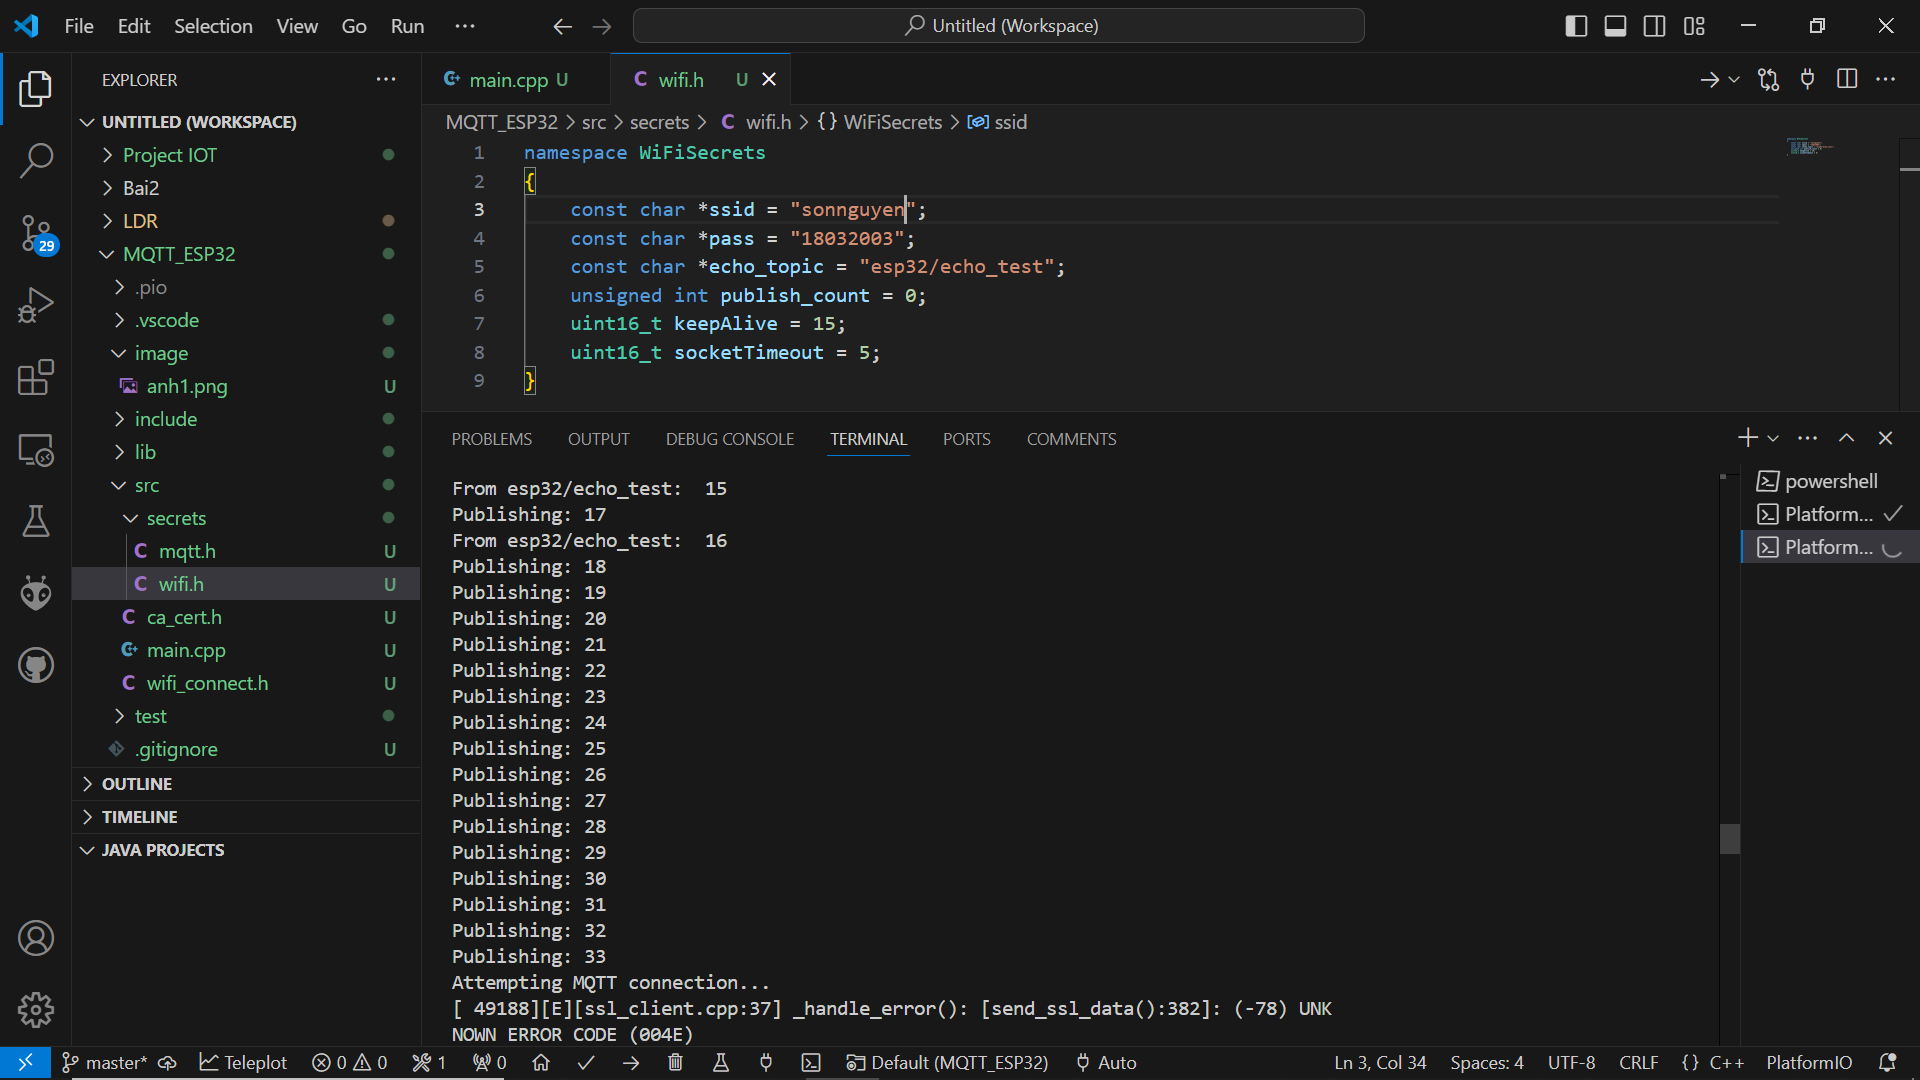 File Edit Selection View Go Run ··· Untitled (Workspace)
EXPLORER ···
UNTITLED (WORKSPACE)
Project IOT
Bai2
LDR
MQTT_ESP32
.pio
.vscode
image
anh1.png U
include
lib
src
secrets
mqtt.h U
wifi.h U
ca_cert.h U
main.cpp U
wifi_connect.h U
test
.gitignore U
OUTLINE
TIMELINE
JAVA PROJECTS
29
main.cpp U wifi.h U
MQTT_ESP32 > src > secrets > C wifi.h > {} WiFiSecrets > ssid
1 namespace WiFiSecrets
2 {
3 const char *ssid = "sonnguyen";
4 const char *pass = "18032003";
5 const char *echo_topic = "esp32/echo_test";
6 unsigned int publish_count = 0;
7 uint16_t keepAlive = 15;
8 uint16_t socketTimeout = 5;
9 }
PROBLEMS OUTPUT DEBUG CONSOLE TERMINAL PORTS COMMENTS
From esp32/echo_test:  15
Publishing: 17
From esp32/echo_test:  16
Publishing: 18
Publishing: 19
Publishing: 20
Publishing: 21
Publishing: 22
Publishing: 23
Publishing: 24
Publishing: 25
Publishing: 26
Publishing: 27
Publishing: 28
Publishing: 29
Publishing: 30
Publishing: 31
Publishing: 32
Publishing: 33
Attempting MQTT connection...
[ 49188][E][ssl_client.cpp:37] _handle_error(): [send_ssl_data():382]: (-78) UNK
NOWN ERROR CODE (004E)
powershell
Platform...
Platform...
master* Teleplot 0 0 1 0 Default (MQTT_ESP32) Auto Ln 3, Col 34 Spaces: 4 UTF-8 CRLF {} C++ PlatformIO